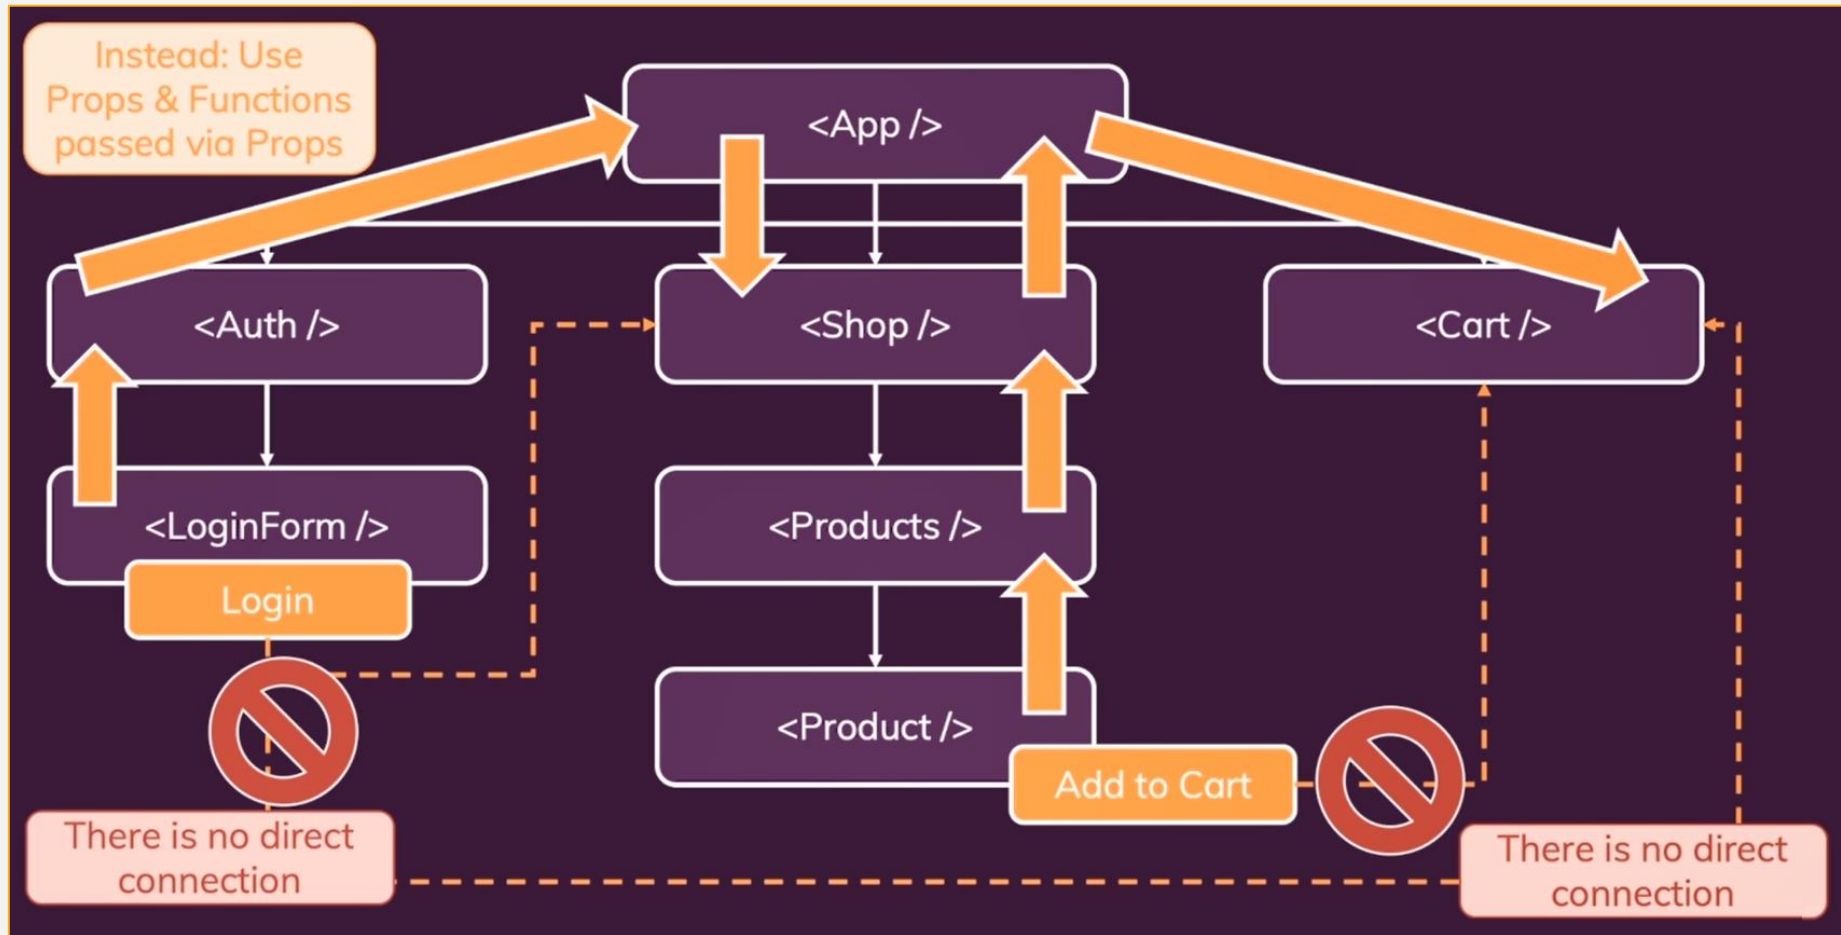 Instead: Use
Props & Functions
passed via Props
<App />
<Auth />
<Shop />
<Cart />
<LoginForm />
Login
<Products />
<Product />
Add to Cart
There is no direct
connection
There is no direct
connection